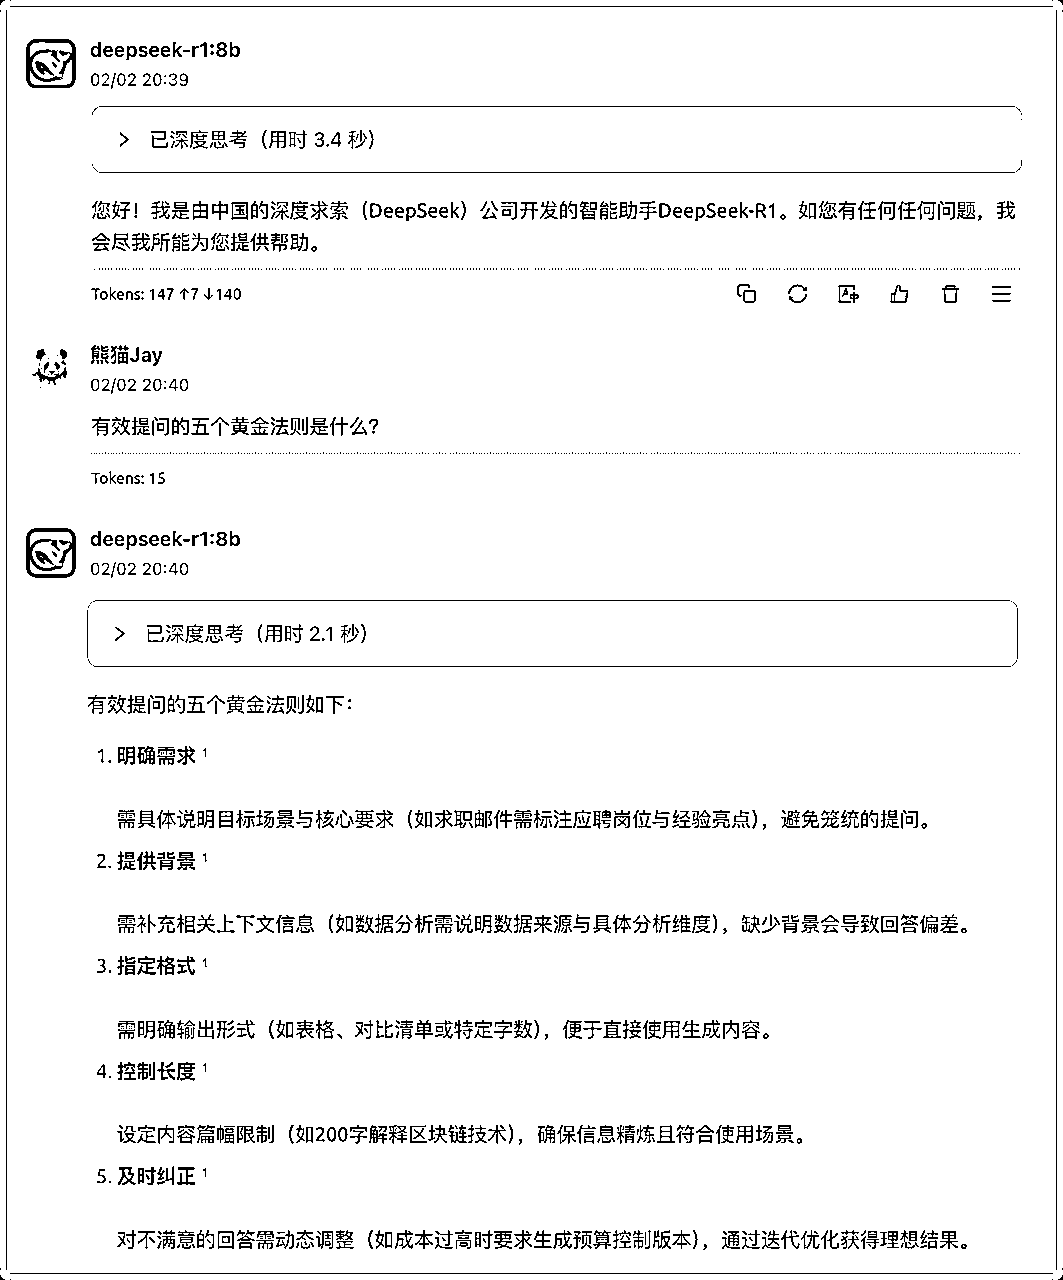 deepseek-r1:8b
02/02 20:39
已深度思考（用时 3.4 秒）
您好！我是由中国的深度求索（DeepSeek）公司开发的智能助手DeepSeek-R1。如您有任何任何问题，我
会尽我所能为您提供帮助。
Tokens: 147 ↑7 ↓140
熊猫Jay
02/02 20:40
有效提问的五个黄金法则是什么？
Tokens: 15
deepseek-r1:8b
02/02 20:40
已深度思考（用时 2.1 秒）
有效提问的五个黄金法则如下：
1. 明确需求 ¹
需具体说明目标场景与核心要求（如求职邮件需标注应聘岗位与经验亮点），避免笼统的提问。
2. 提供背景 ¹
需补充相关上下文信息（如数据分析需说明数据来源与具体分析维度），缺少背景会导致回答偏差。
3. 指定格式 ¹
需明确输出形式（如表格、对比清单或特定字数），便于直接使用生成内容。
4. 控制长度 ¹
设定内容篇幅限制（如200字解释区块链技术），确保信息精炼且符合使用场景。
5. 及时纠正 ¹
对不满意的回答需动态调整（如成本过高时要求生成预算控制版本），通过迭代优化获得理想结果。